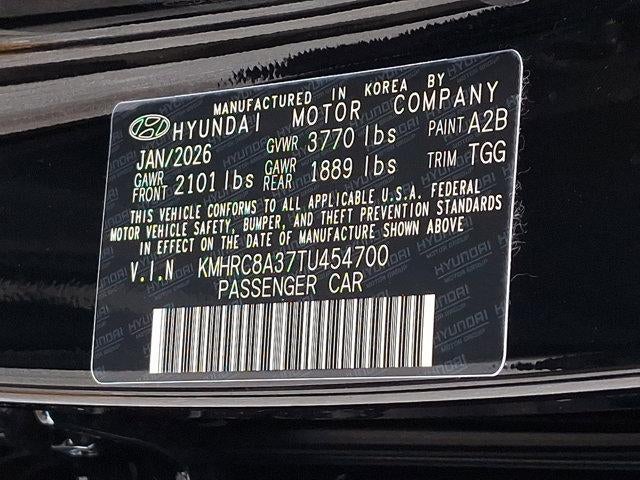 MANUFACTURED IN KOREA BY
HYUNDAI MOTOR COMPANY
JAN/2026 GVWR 3770 lbs PAINT A2B
GAWR FRONT 2101 lbs GAWR REAR 1889 lbs TRIM TGG
THIS VEHICLE CONFORMS TO ALL APPLICABLE U.S.A. FEDERAL
MOTOR VEHICLE SAFETY, BUMPER, AND THEFT PREVENTION STANDARDS
IN EFFECT ON THE DATE OF MANUFACTURE SHOWN ABOVE
V.I.N KMHRC8A37TU454700
PASSENGER CAR